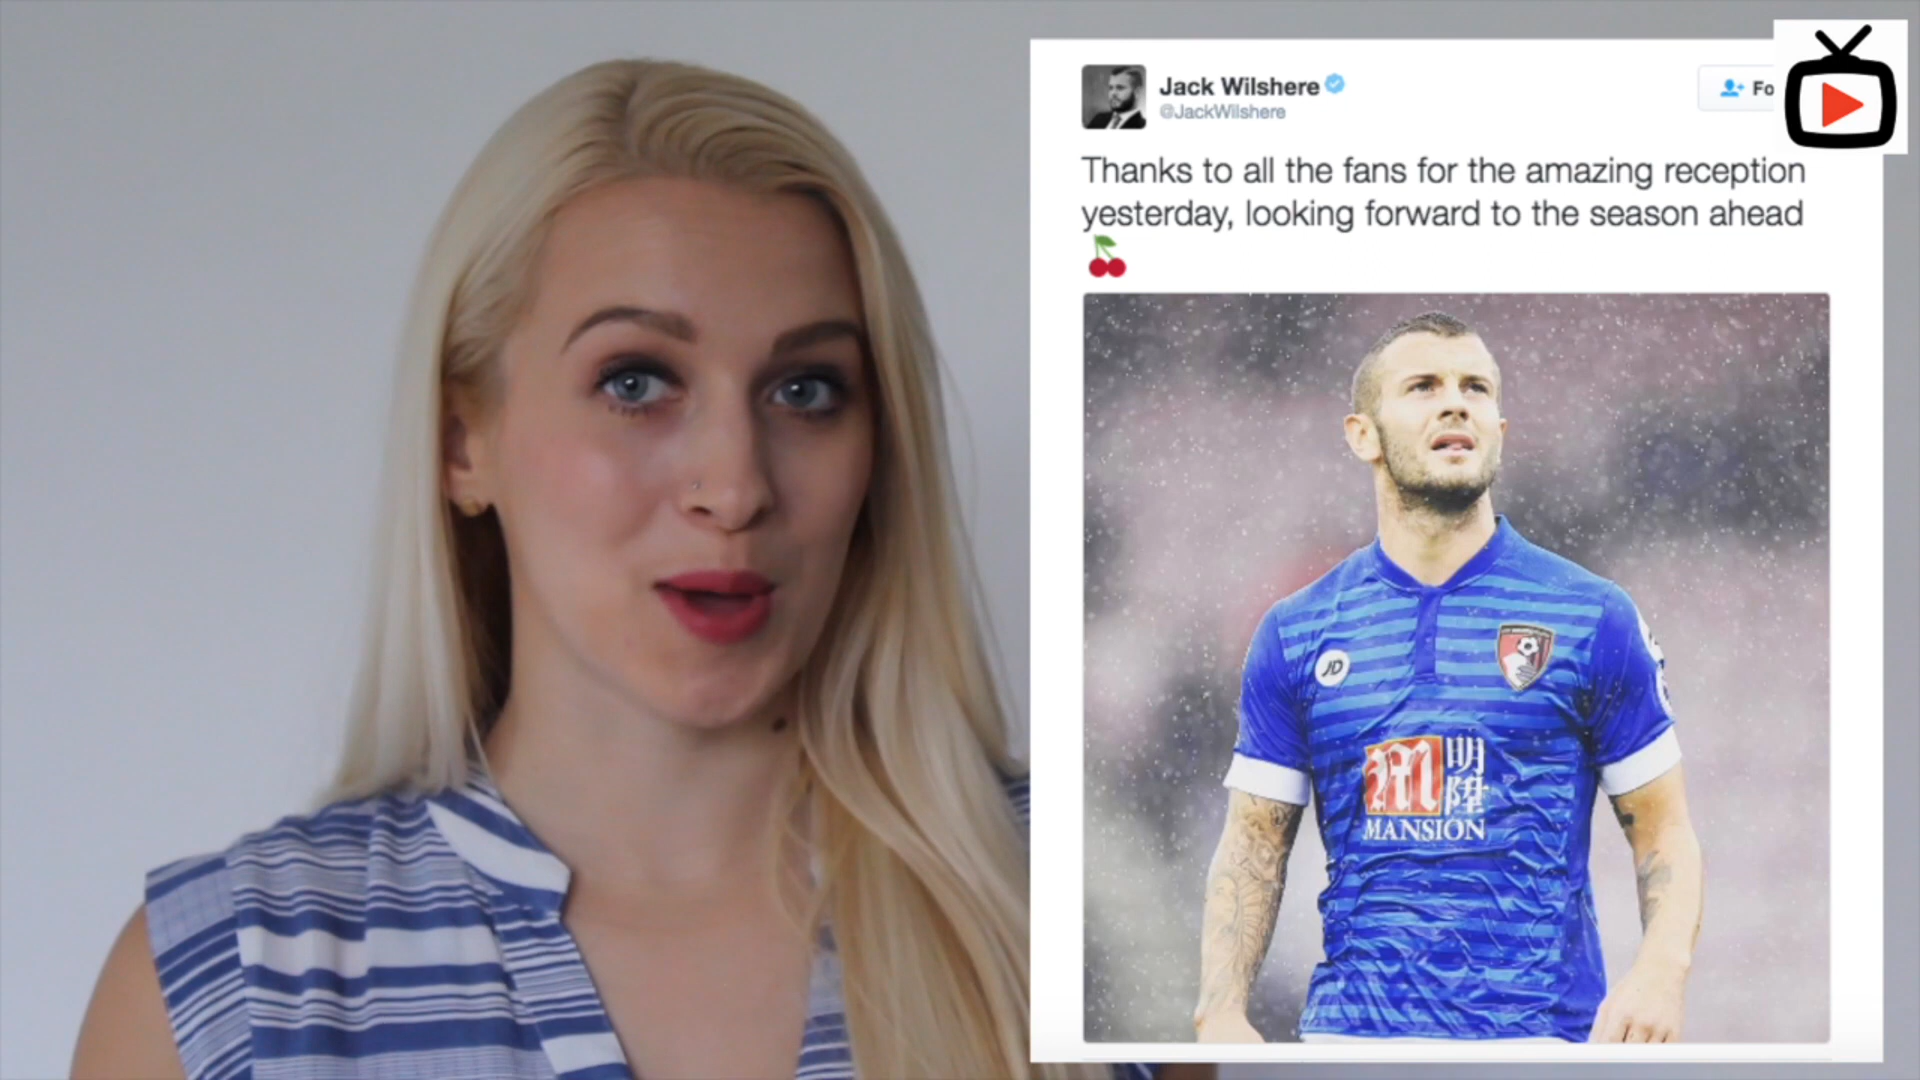 Jack Wilshere
@JackWilshere
Fo
Thanks to all the fans for the amazing reception
yesterday, looking forward to the season ahead
JD
明
陞
MANSION